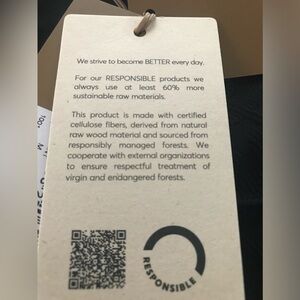 We strive to become BETTER every day.
For our RESPONSIBLE products we
always use at least 60% more
sustainable raw materials.
This product is made with certified
cellulose fibers, derived from natural
raw wood material and sourced from
responsibly managed forests. We
cooperate with external organizations
to ensure respectful treatment of
virgin and endangered forests.
RESPONSIBLE